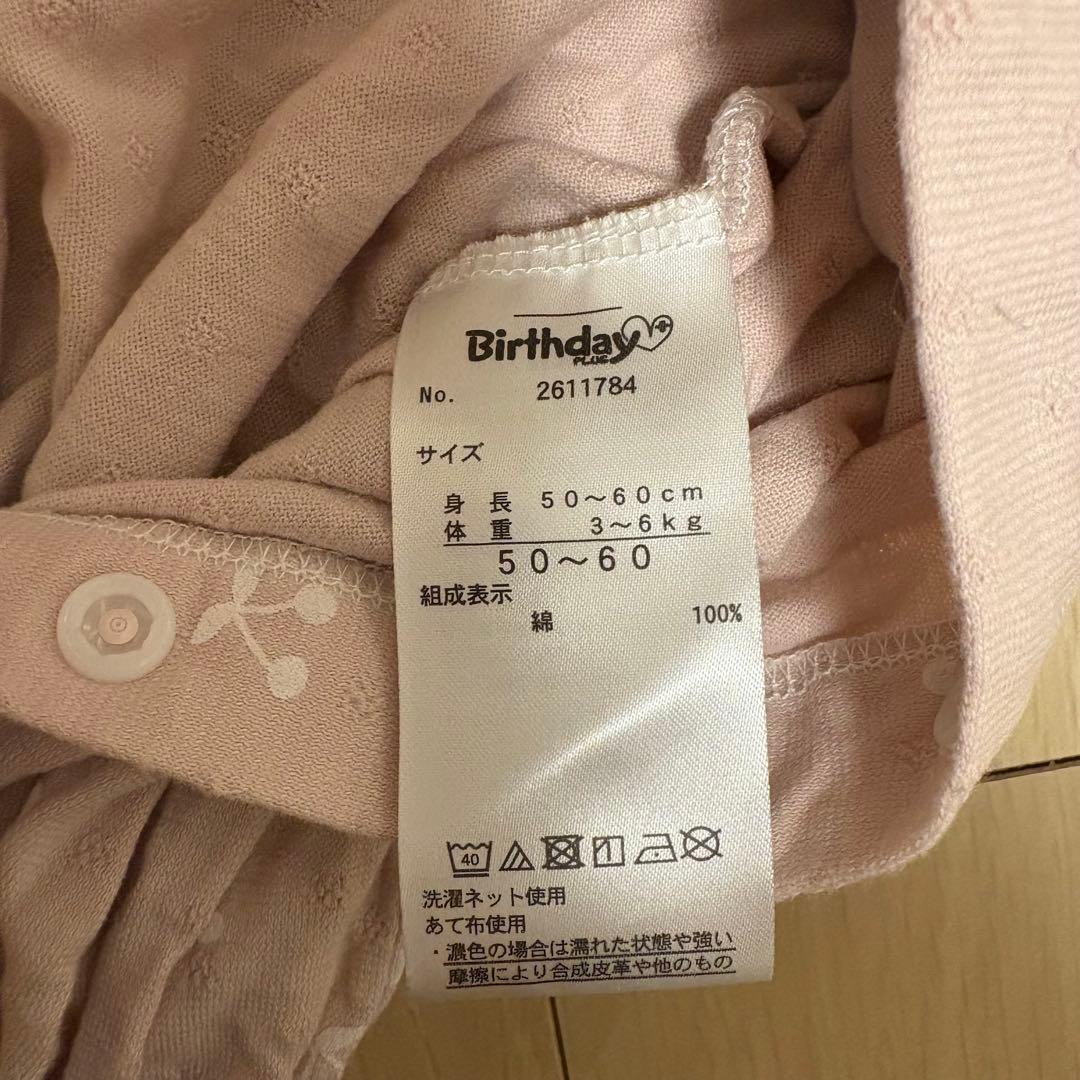 Birthday
PLUS
No. 2611784
サイズ
身長 50～60cm
体重 3～6kg
50～60
組成表示
綿 100%
40
洗濯ネット使用
あて布使用
・濃色の場合は濡れた状態や強い
摩擦により合成皮革や他のもの